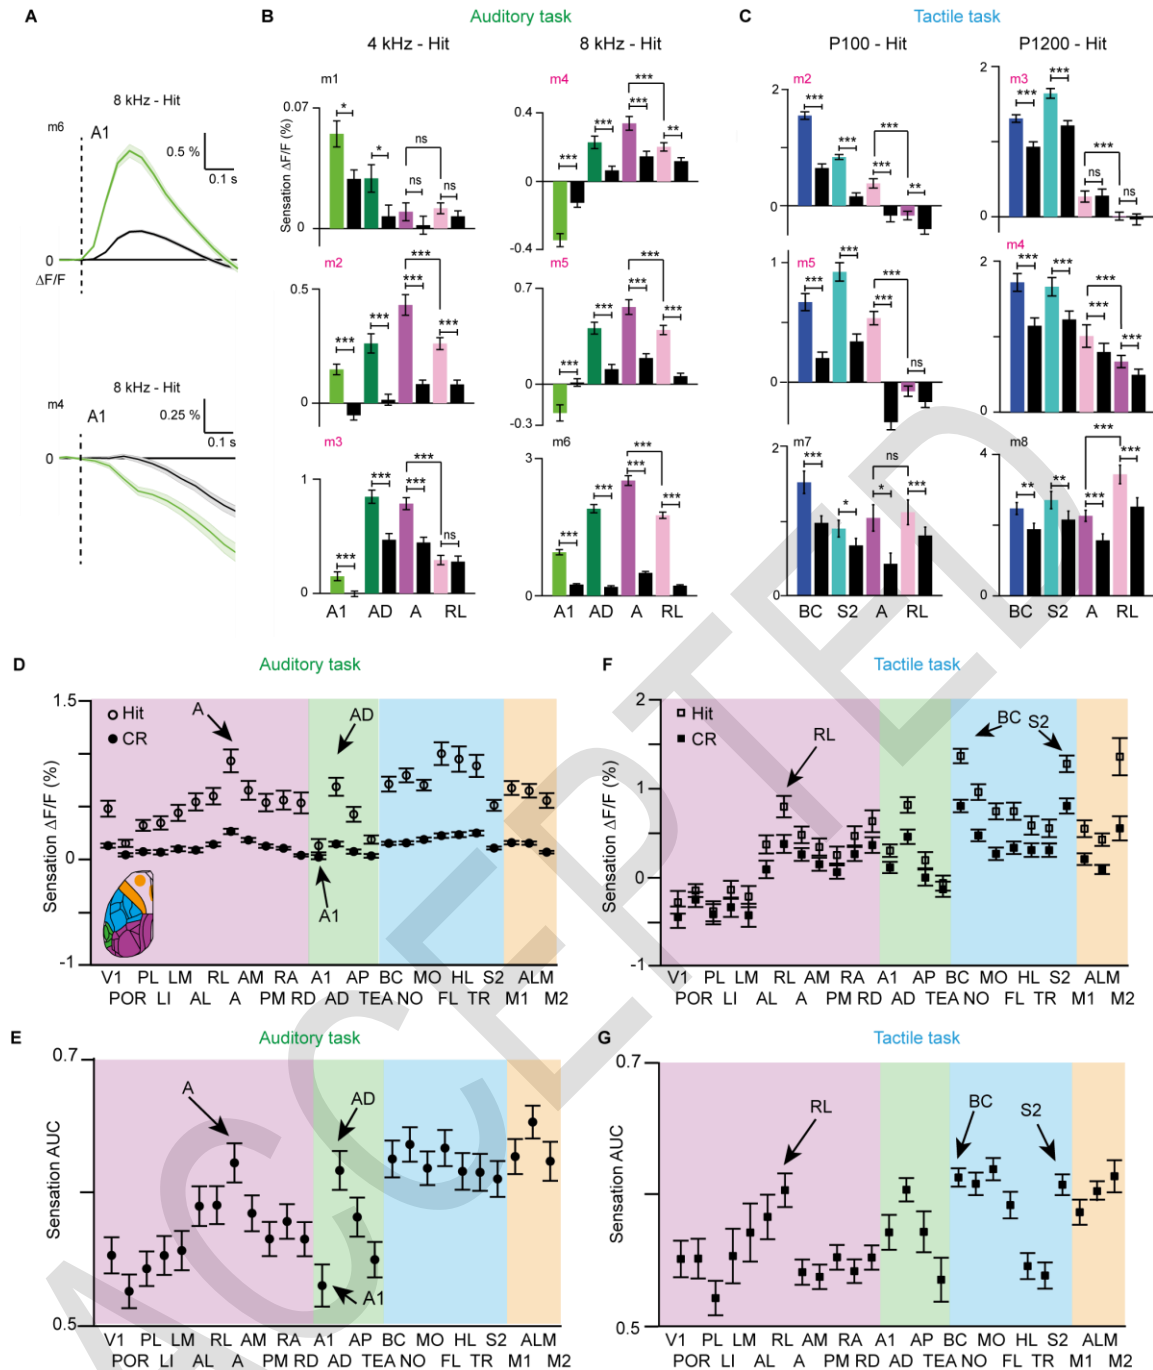 A
8 kHz - Hit
m6
A1
0.5 %
0.1 s
0
ΔF/F
8 kHz - Hit
m4
A1
0.25 %
0.1 s
0
B
Auditory task
4 kHz - Hit
8 kHz - Hit
Sensation ΔF/F (%)
m1
0.07
0
*
*
ns
ns
ns
m2
0.5
0
***
***
***
***
***
m3
1
0
***
***
***
***
ns
A1 AD A RL
m4
0.4
0
-0.4
***
***
***
***
**
m5
0.7
0
-0.3
***
***
***
***
***
m6
3
0
***
***
***
***
***
A1 AD A RL
C
Tactile task
P100 - Hit
P1200 - Hit
m2
2
0
***
***
***
***
**
m5
2
0
***
***
***
***
ns
m7
2
0
***
*
*
ns
***
BC S2 A RL
m3
2
0
***
***
***
ns
ns
m4
2
0
***
***
***
***
***
m8
4
2
0
**
**
***
***
***
BC S2 A RL
D
Auditory task
Sensation ΔF/F (%)
1.5
0
-1
Hit
CR
A
AD
A1
V1 PL LM RL AM RA A1 AP BC MO HL S2 ALM
POR LI AL A PM RD AD TEA NO FL TR M1 M2
F
Tactile task
Sensation ΔF/F (%)
2
1
0
-1
Hit
CR
RL
BC
S2
V1 PL LM RL AM RA A1 AP BC MO HL S2 ALM
POR LI AL A PM RD AD TEA NO FL TR M1 M2
E
Auditory task
Sensation AUC
0.7
0.5
A
AD
A1
V1 PL LM RL AM RA A1 AP BC MO HL S2 ALM
POR LI AL A PM RD AD TEA NO FL TR M1 M2
G
Tactile task
Sensation AUC
0.7
0.5
RL
BC
S2
V1 PL LM RL AM RA A1 AP BC MO HL S2 ALM
POR LI AL A PM RD AD TEA NO FL TR M1 M2
ACCEPTED